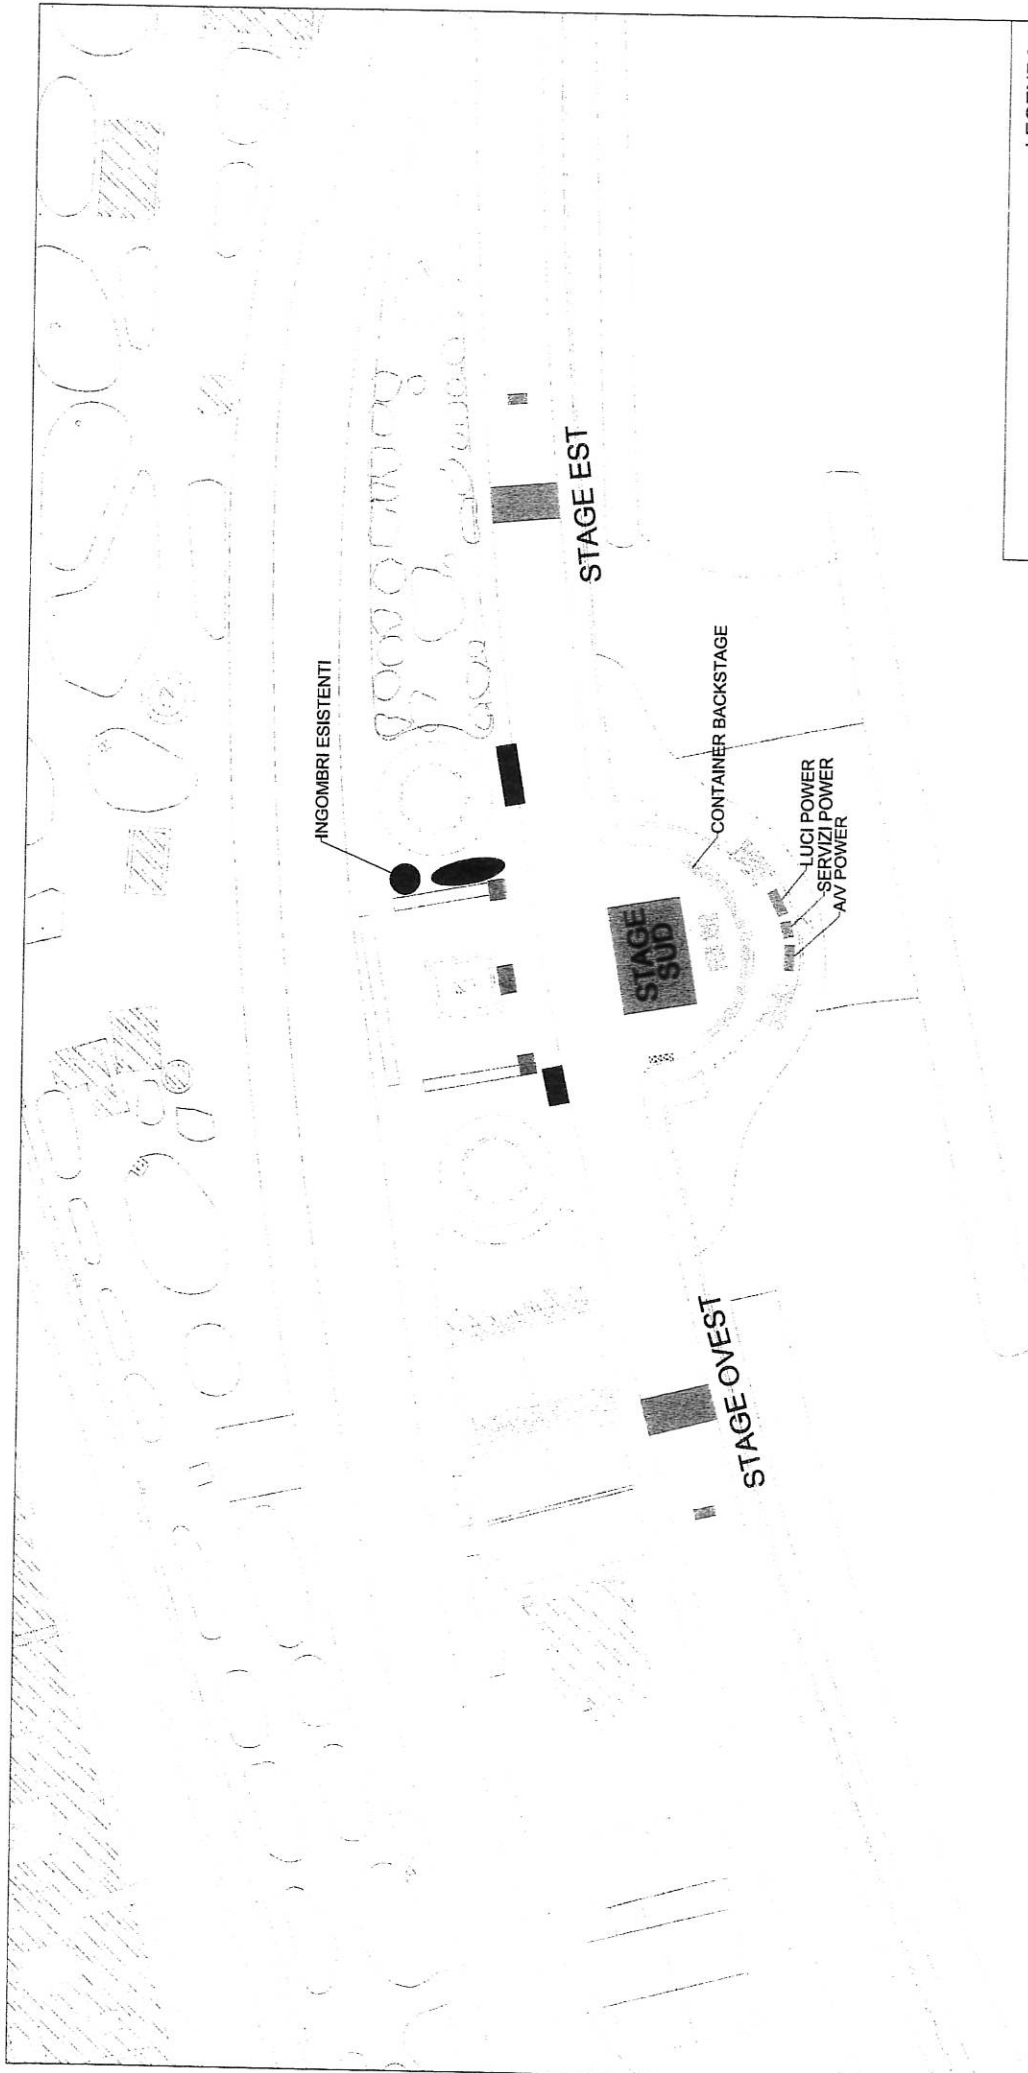 INGOMBRI ESISTENTI
STAGE EST
CONTAINER BACKSTAGE
LUCI POWER
SERVIZI POWER
A/V POWER
STAGE
SUD
STAGE OVEST